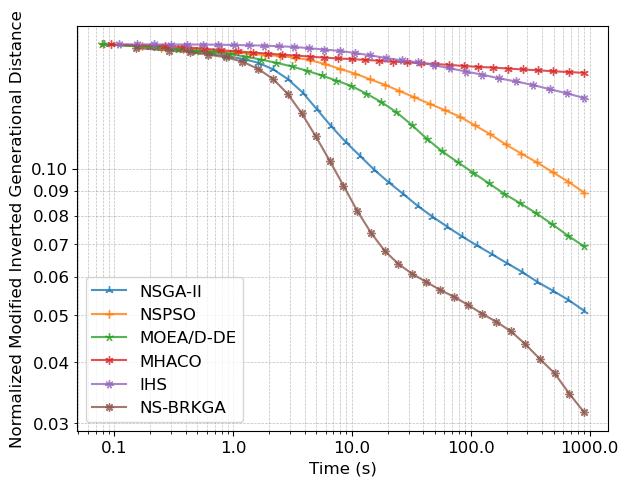 Normalized Modified Inverted Generational Distance
0.10
0.09
0.08
0.07
0.06
0.05
0.04
0.03
NSGA-II
NSPSO
MOEA/D-DE
MHACO
IHS
NS-BRKGA
0.1
1.0
10.0
100.0
1000.0
Time (s)